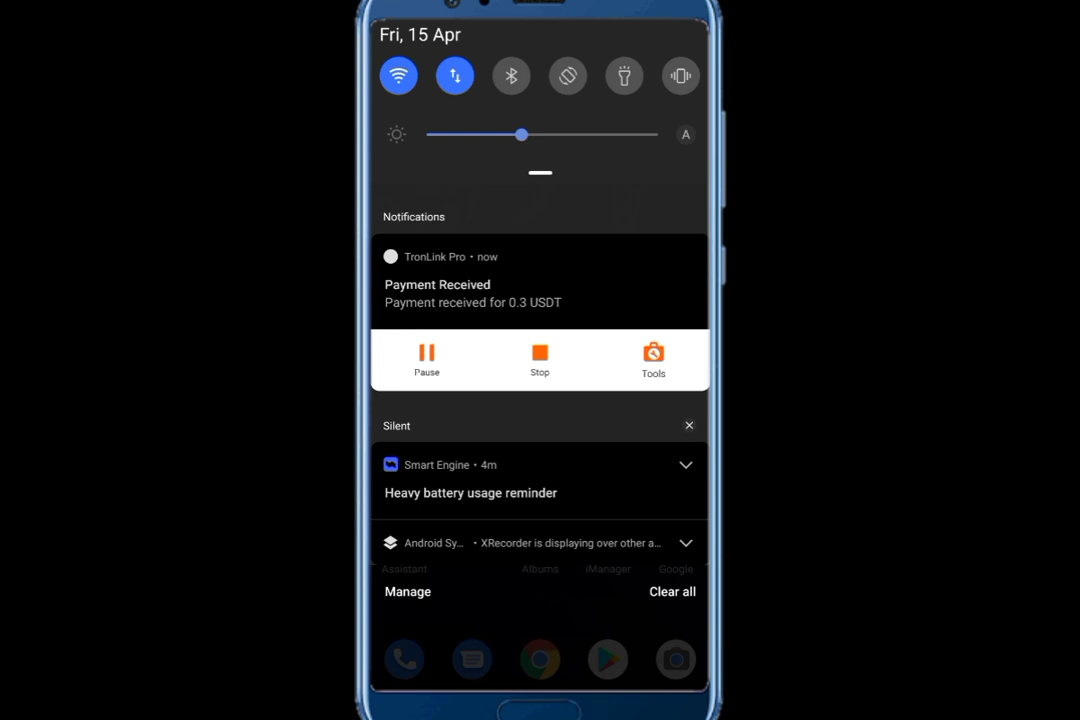 Fri, 15 Apr
A
Notifications
TronLink Pro • now
Payment Received
Payment received for 0.3 USDT
Pause Stop Tools
Silent
Smart Engine • 4m
Heavy battery usage reminder
Android Sy... • XRecorder is displaying over other a...
Assistant Albums iManager Google
Manage Clear all